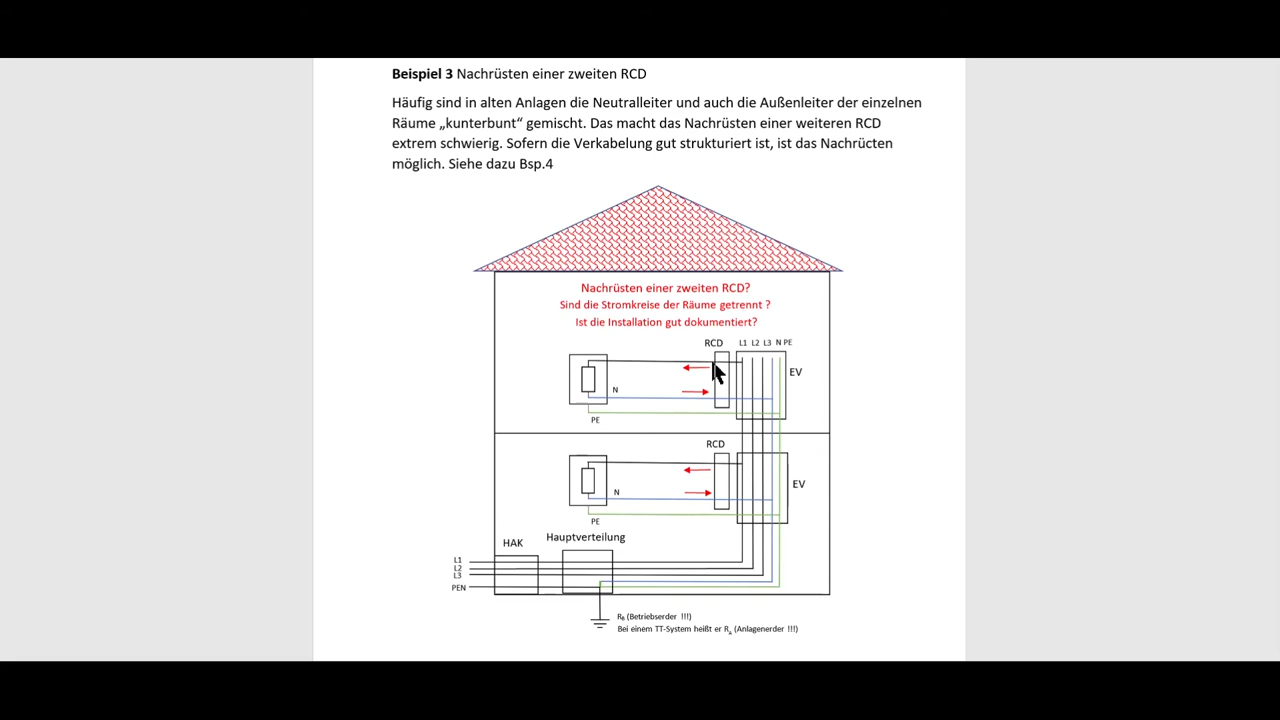 Beispiel 3 Nachrüsten einer zweiten RCD
Häufig sind in alten Anlagen die Neutralleiter und auch die Außenleiter der einzelnen
Räume „kunterbunt“ gemischt. Das macht das Nachrüsten einer weiteren RCD
extrem schwierig. Sofern die Verkabelung gut strukturiert ist, ist das Nachrücten
möglich. Siehe dazu Bsp.4
Nachrüsten einer zweiten RCD?
Sind die Stromkreise der Räume getrennt ?
Ist die Installation gut dokumentiert?
RCD L1 L2 L3 N PE
EV
N
PE
RCD
EV
N
PE
Hauptverteilung
HAK
L1
L2
L3
PEN
RB (Betriebserder !!!)
Bei einem TT-System heißt er RA (Anlagenerder !!!)